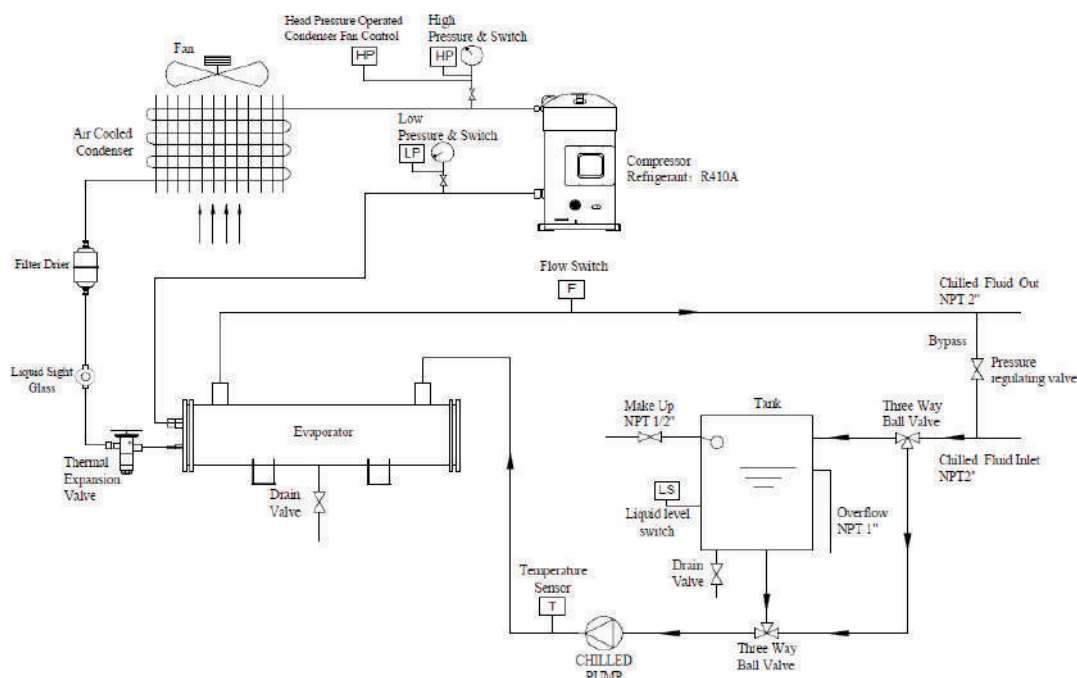 Head Pressure Operated
Condenser Fan Control
High
Pressure & Switch
Fan
HP
HP
Air Cooled
Condenser
Low
Pressure & Switch
LP
Compressor
Refrigerant: R410A
Filter Drier
Flow Switch
F
Chilled Fluid Out
NPT 2"
Bypass
Pressure
regulating valve
Liquid Sight
Glass
Make Up
NPT 1/2"
Tank
Three Way
Ball Valve
Evaporator
Thermal
Expansion
Valve
Chilled Fluid Inlet
NPT2"
Drain
Valve
LS
Liquid level
switch
Overflow
NPT 1"
Drain
Valve
Temperature
Sensor
T
CHILLED
PUMP
Three Way
Ball Valve